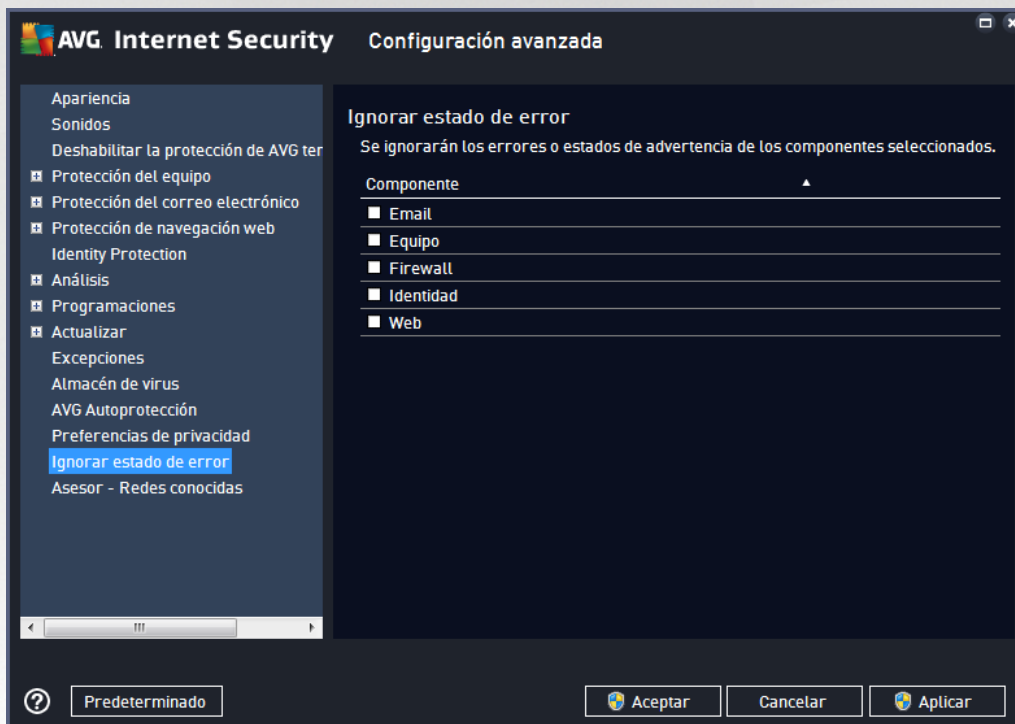 AVG. Internet Security Configuración avanzada
Apariencia
Sonidos
Deshabilitar la protección de AVG ter
Protección del equipo
Protección del correo electrónico
Protección de navegación web
Identity Protection
Análisis
Programaciones
Actualizar
Excepciones
Almacén de virus
AVG Autoprotección
Preferencias de privacidad
Ignorar estado de error
Asesor - Redes conocidas
Ignorar estado de error
Se ignorarán los errores o estados de advertencia de los componentes seleccionados.
Componente
Email
Equipo
Firewall
Identidad
Web
Predeterminado
Aceptar
Cancelar
Aplicar